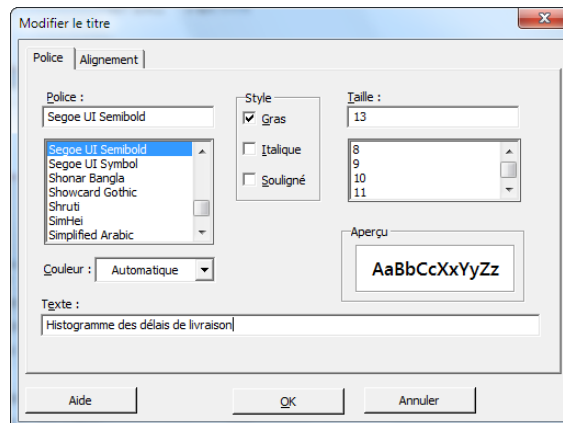 Modifier le titre
Police
Alignement
Police :
Segoe UI Semibold
Segoe UI Semibold
Segoe UI Symbol
Shonar Bangla
Showcard Gothic
Shruti
SimHei
Simplified Arabic
Style
Gras
Italique
Souligné
Taille :
13
8
9
10
11
Couleur :
Automatique
Aperçu
AaBbCcXxYyZz
Texte :
Histogramme des délais de livraison
Aide
OK
Annuler